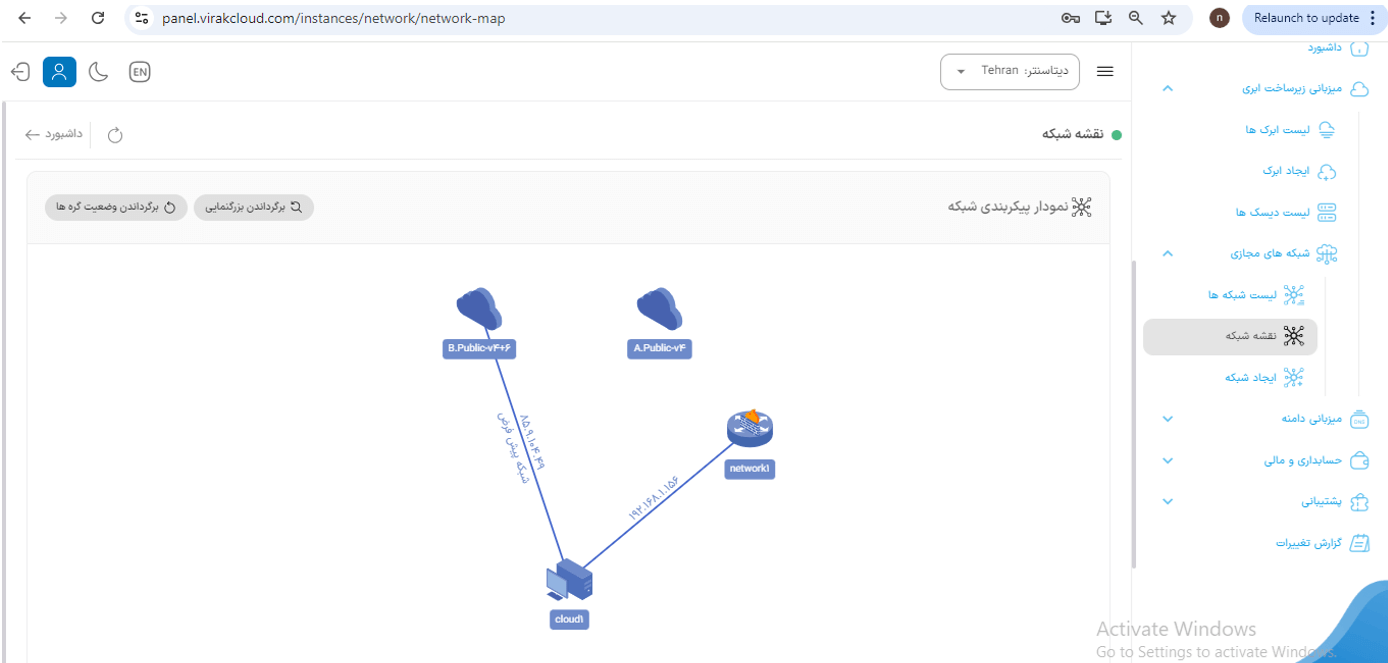 panel.virakcloud.com/instances/network/network-map
n
Relaunch to update
EN
دیتاسنتر: Tehran
داشبورد
نقشه شبکه
داشبورد
نمودار پیکربندی شبکه
برگرداندن بزرگنمایی
برگرداندن وضعیت گره ها
B.Public-v۴+۶
A.Public-v۴
۸۵.۹.۱۰۴.۴۹
شبکه پیش فرض
network۱
۱۹۲.۱۶۸.۱.۱۵۶
cloud۱
میزبانی زیرساخت ابری
لیست ابرک ها
ایجاد ابرک
لیست دیسک ها
شبکه های مجازی
لیست شبکه ها
نقشه شبکه
ایجاد شبکه
میزبانی دامنه
DNS
حسابداری و مالی
پشتیبانی
گزارش تغییرات
Activate Windows
Go to Settings to activate Windows.